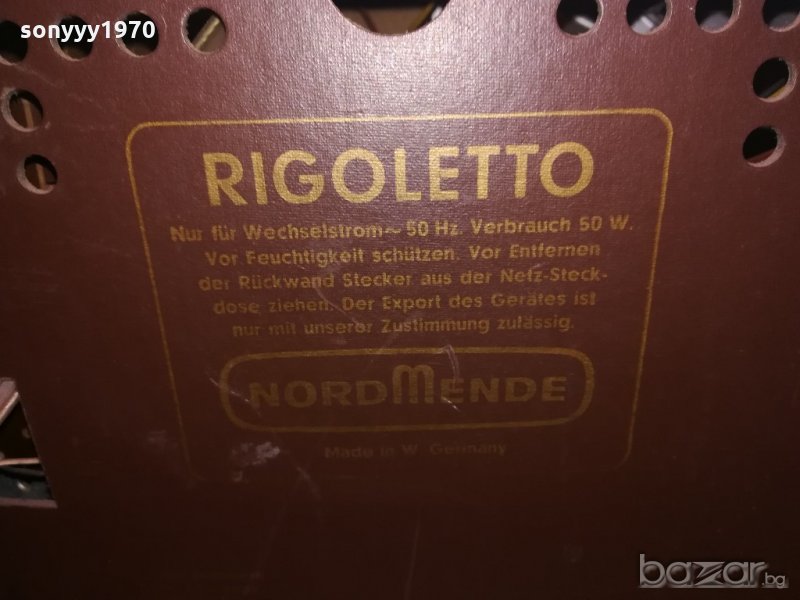 sonyyy1970
RIGOLETTO
Nur für Wechselstrom ~ 50 Hz. Verbrauch 50 W.
Vor Feuchtigkeit schützen. Vor Entfernen
der Rückwand Stecker aus der Netz-Steck-
dose ziehen. Der Export des Gerätes ist
nur mit unserer Zustimmung zulässig.
NORDMENDE
Made in W. Germany
bazar.bg